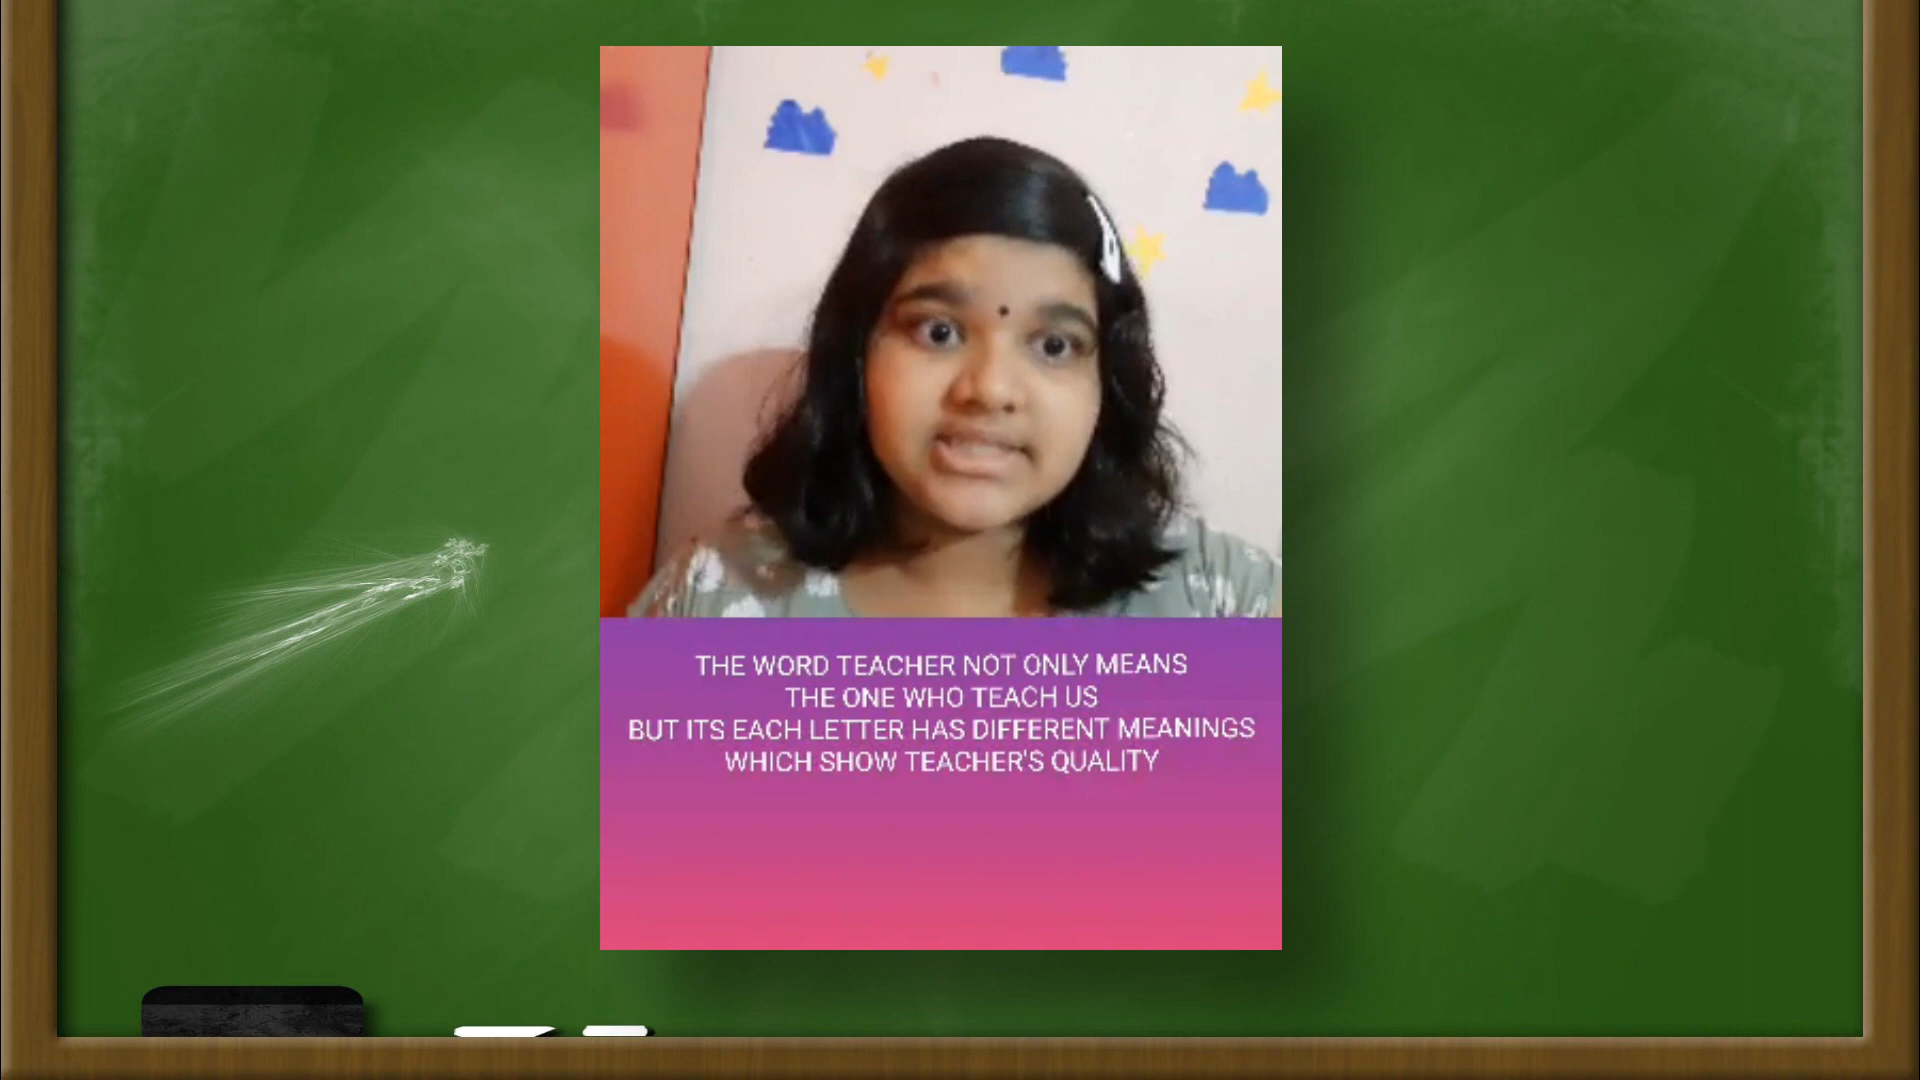 THE WORD TEACHER NOT ONLY MEANS
THE ONE WHO TEACH US
BUT ITS EACH LETTER HAS DIFFERENT MEANINGS
WHICH SHOW TEACHER'S QUALITY